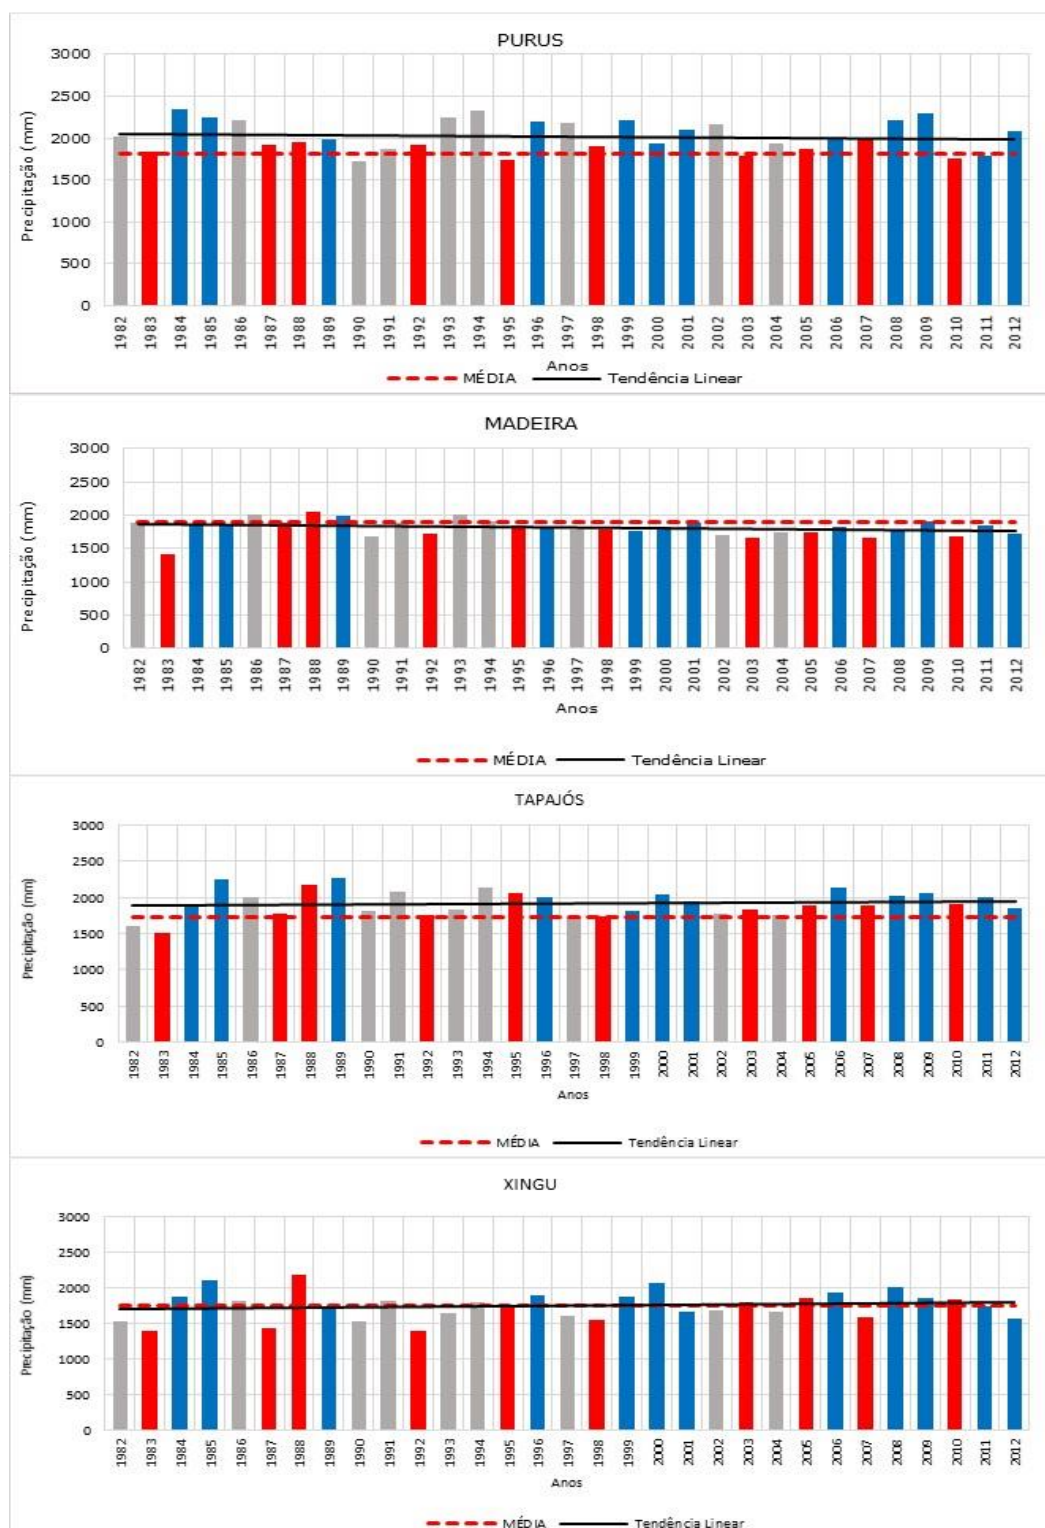 PURUS
3000
2500
2000
1500
1000
500
0
Precipitação (mm)
1982 1983 1984 1985 1986 1987 1988 1989 1990 1991 1992 1993 1994 1995 1996 1997 1998 1999 2000 2001 2002 2003 2004 2005 2006 2007 2008 2009 2010 2011 2012
Anos
MÉDIA Tendência Linear
MADEIRA
3000
2500
2000
1500
1000
500
0
Precipitação (mm)
1982 1983 1984 1985 1986 1987 1988 1989 1990 1991 1992 1993 1994 1995 1996 1997 1998 1999 2000 2001 2002 2003 2004 2005 2006 2007 2008 2009 2010 2011 2012
Anos
MÉDIA Tendência Linear
TAPAJÓS
3000
2500
2000
1500
1000
500
0
Precipitação (mm)
1982 1983 1984 1985 1986 1987 1988 1989 1990 1991 1992 1993 1994 1995 1996 1997 1998 1999 2000 2001 2002 2003 2004 2005 2006 2007 2008 2009 2010 2011 2012
Anos
MÉDIA Tendência Linear
XINGU
3000
2500
2000
1500
1000
500
0
Precipitação (mm)
1982 1983 1984 1985 1986 1987 1988 1989 1990 1991 1992 1993 1994 1995 1996 1997 1998 1999 2000 2001 2002 2003 2004 2005 2006 2007 2008 2009 2010 2011 2012
Anos
MÉDIA Tendência Linear